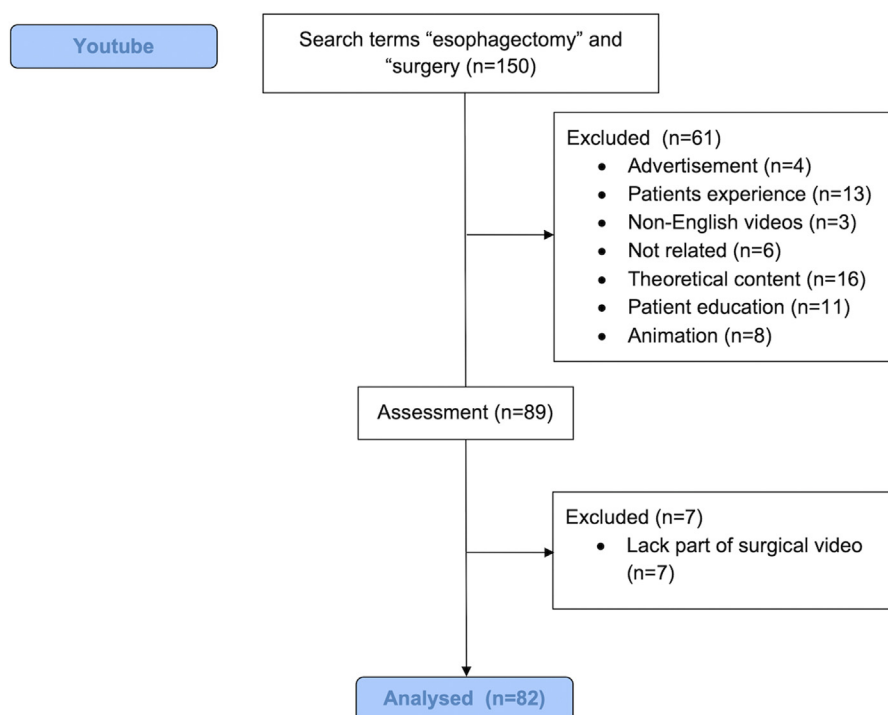 Youtube
Search terms “esophagectomy” and
“surgery (n=150)
Excluded (n=61)
• Advertisement (n=4)
• Patients experience (n=13)
• Non-English videos (n=3)
• Not related (n=6)
• Theoretical content (n=16)
• Patient education (n=11)
• Animation (n=8)
Assessment (n=89)
Excluded (n=7)
• Lack part of surgical video
(n=7)
Analysed (n=82)